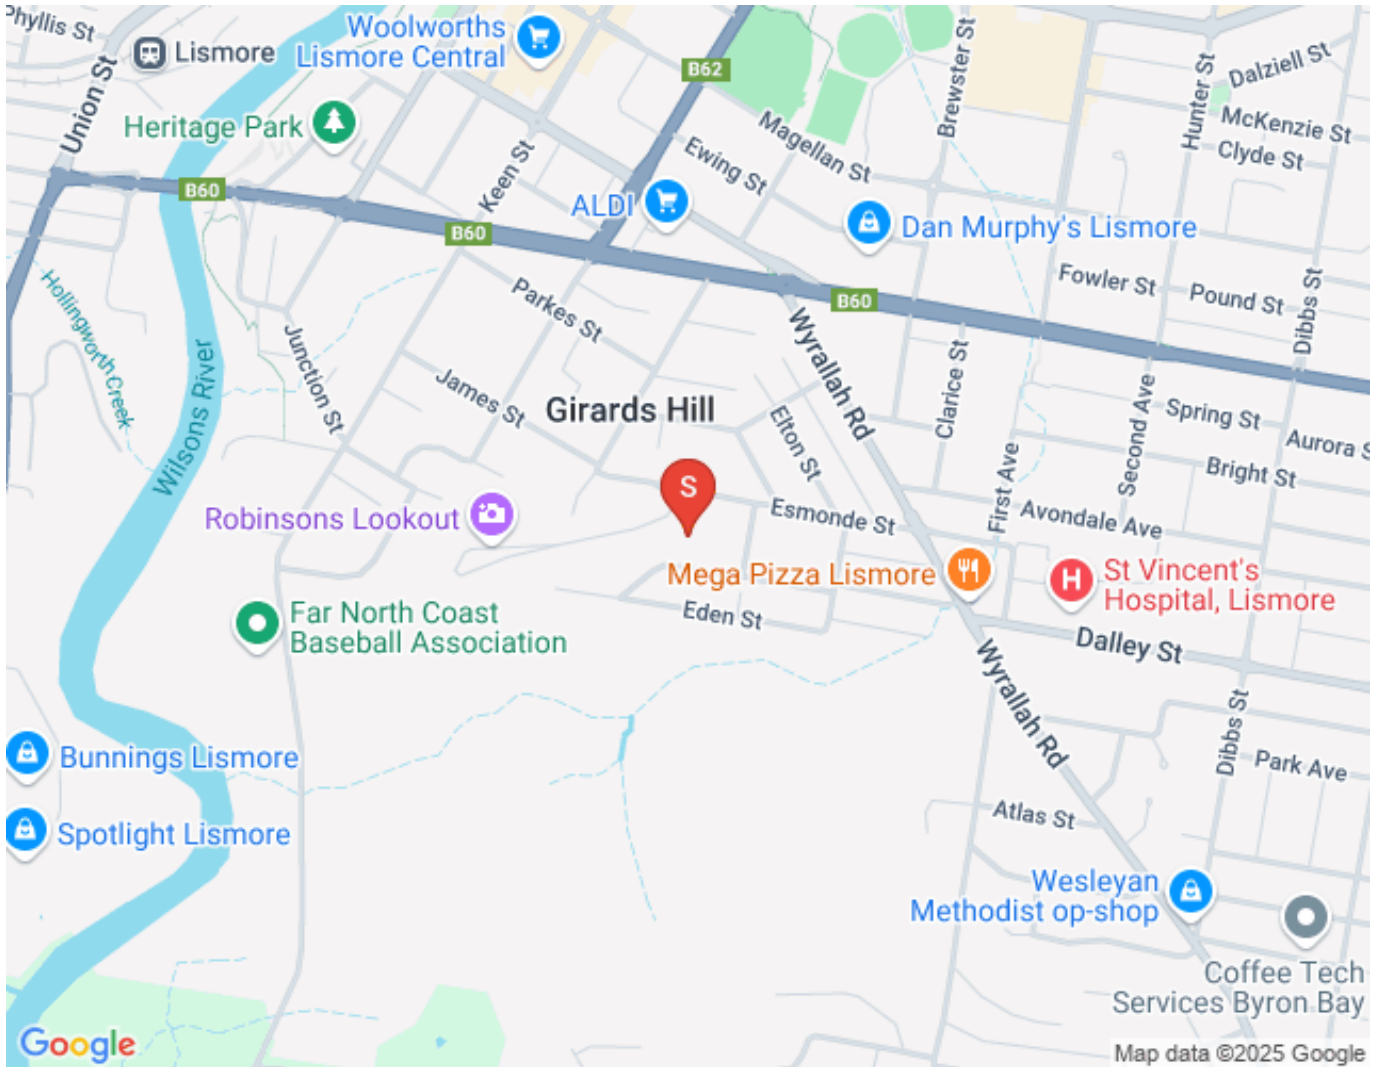 Phyllis St
Lismore
Union St
Woolworths
Lismore Central
Heritage Park
B62
Brewster St
Hunter St
Dalziell St
McKenzie St
Clyde St
Magellan St
Ewing St
Keen St
B60
B60
ALDI
Dan Murphy's Lismore
Fowler St
Pound St
Dibbs St
B60
Hollingworth
Creek
Wilsons River
Junction St
Parkes St
James St
Girards Hill
Wyrallah Rd
Elton St
Clarice St
Second Ave
Spring St
Aurora S
Bright St
First Ave
Avondale Ave
S
Robinsons Lookout
Esmonde St
Mega Pizza Lismore
St Vincent's
Hospital, Lismore
Eden St
Far North Coast
Baseball Association
Dalley St
Wyrallah Rd
Dibbs St
Park Ave
Bunnings Lismore
Spotlight Lismore
Atlas St
Wesleyan
Methodist op-shop
Coffee Tech
Services Byron Bay
Google
Map data ©2025 Google
H